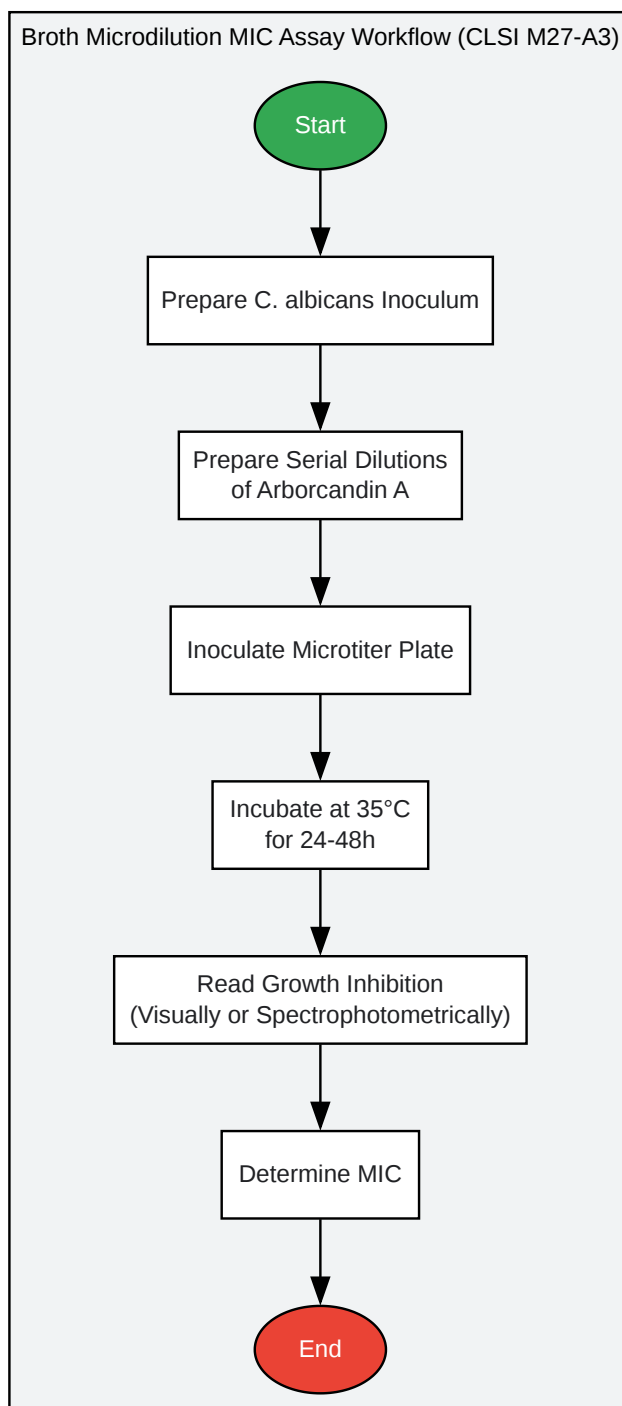 Broth Microdilution MIC Assay Workflow (CLSI M27-A3)
Start
Prepare C. albicans Inoculum
Prepare Serial Dilutions
of Arborcandin A
Inoculate Microtiter Plate
Incubate at 35°C
for 24-48h
Read Growth Inhibition
(Visually or Spectrophotometrically)
Determine MIC
End